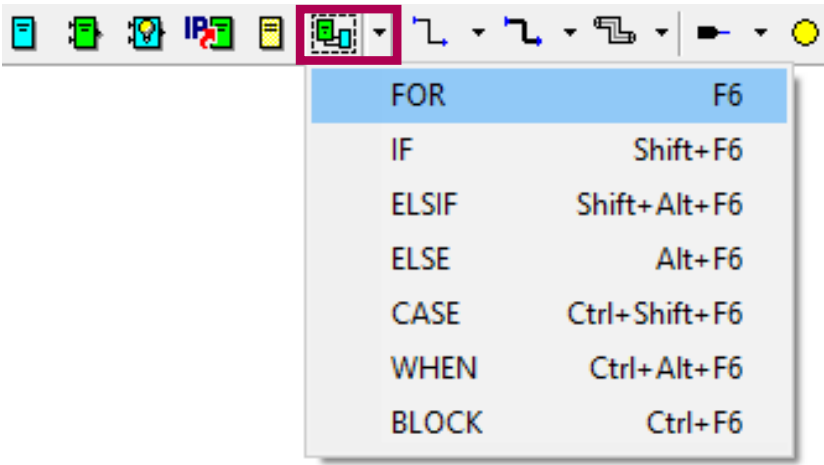 IP
FOR F6
IF Shift+F6
ELSIF Shift+Alt+F6
ELSE Alt+F6
CASE Ctrl+Shift+F6
WHEN Ctrl+Alt+F6
BLOCK Ctrl+F6